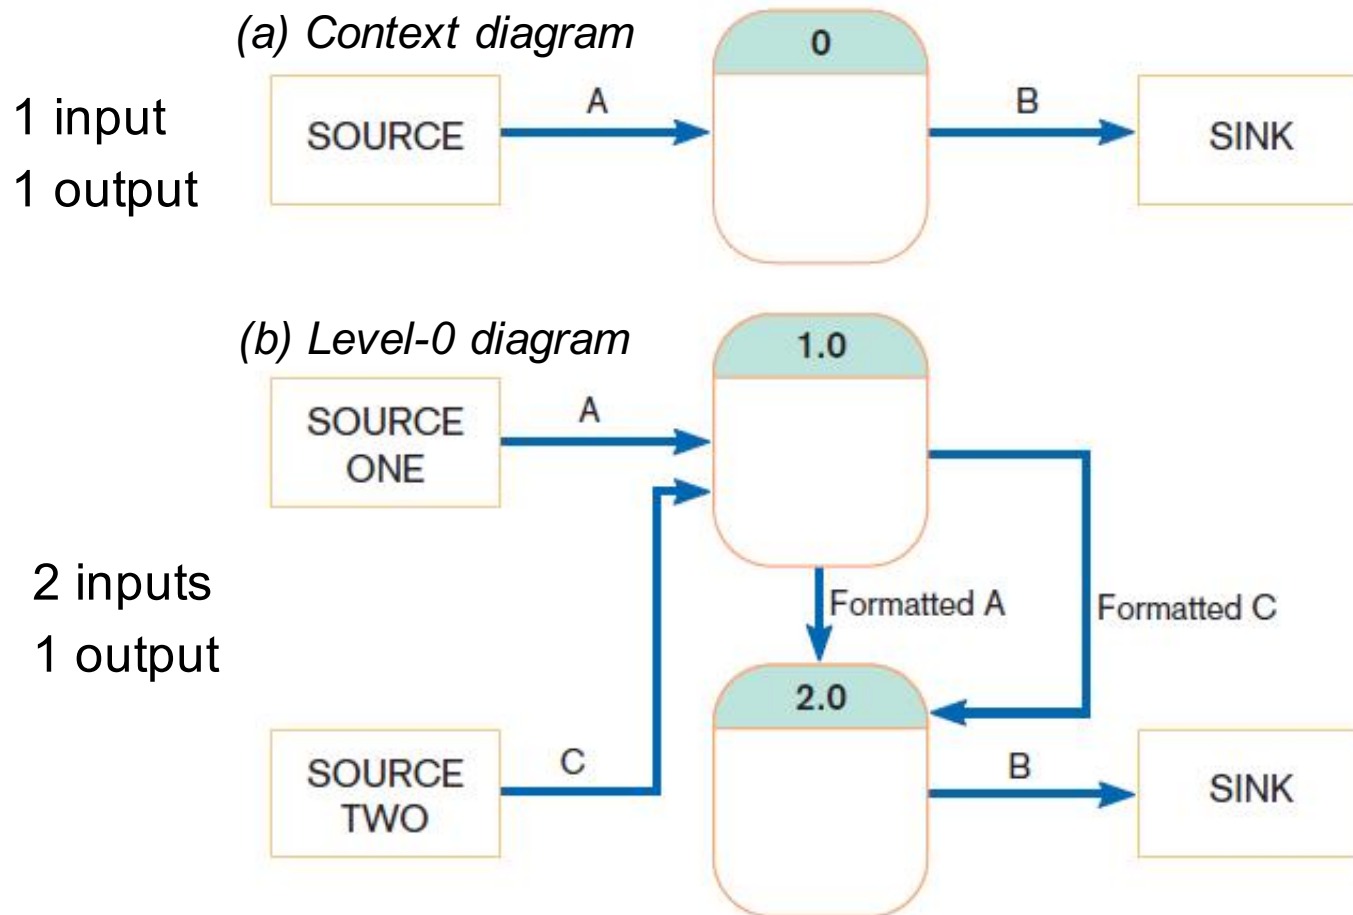 (a) Context diagram
0
1 input
1 output
SOURCE
A
B
SINK
(b) Level-0 diagram
1.0
SOURCE
ONE
A
2 inputs
1 output
Formatted A
Formatted C
2.0
SOURCE
TWO
C
B
SINK